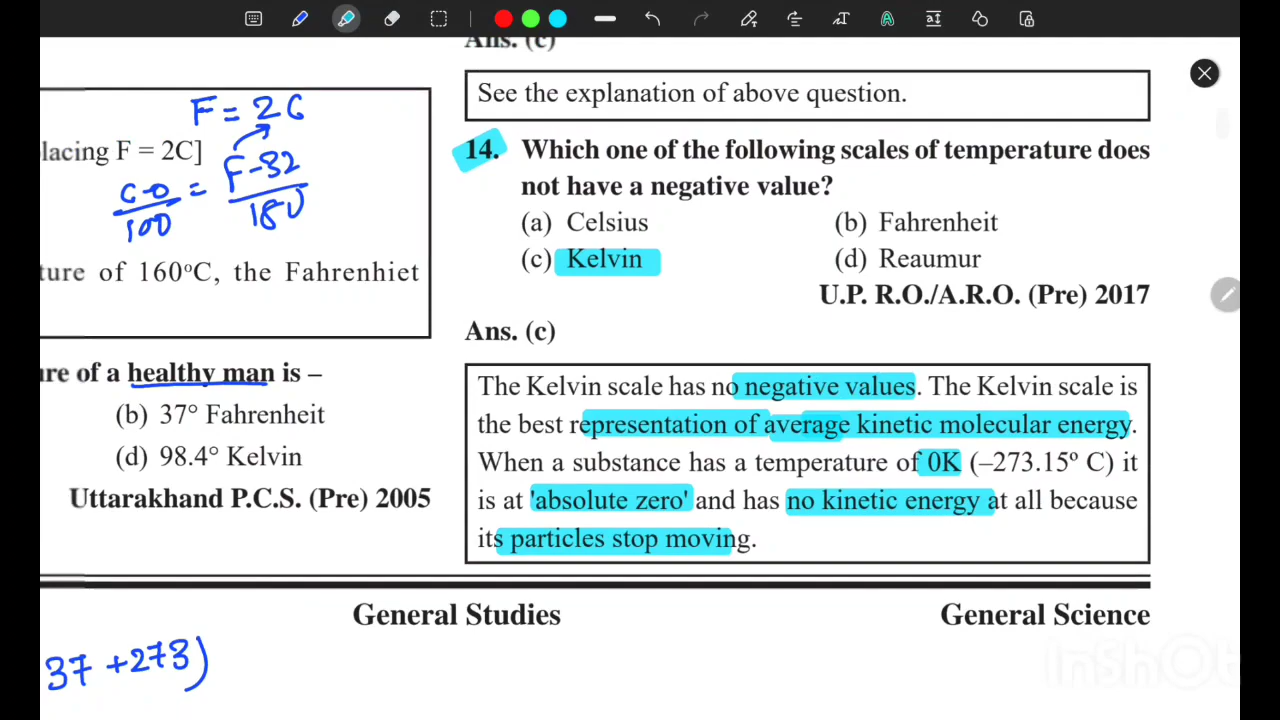 F = 2C
lacing F = 2C]
C-0/100 = F-32/180
ture of 160°C, the Fahrenhiet
ure of a healthy man is –
(b) 37° Fahrenheit
(d) 98.4° Kelvin
Uttarakhand P.C.S. (Pre) 2005
Ans. (c)
See the explanation of above question.
14. Which one of the following scales of temperature does
not have a negative value?
(a) Celsius (b) Fahrenheit
(c) Kelvin (d) Reaumur
U.P. R.O./A.R.O. (Pre) 2017
Ans. (c)
The Kelvin scale has no negative values. The Kelvin scale is
the best representation of average kinetic molecular energy.
When a substance has a temperature of 0K (–273.15º C) it
is at 'absolute zero' and has no kinetic energy at all because
its particles stop moving.
General Studies General Science
37 +273)
InShOt